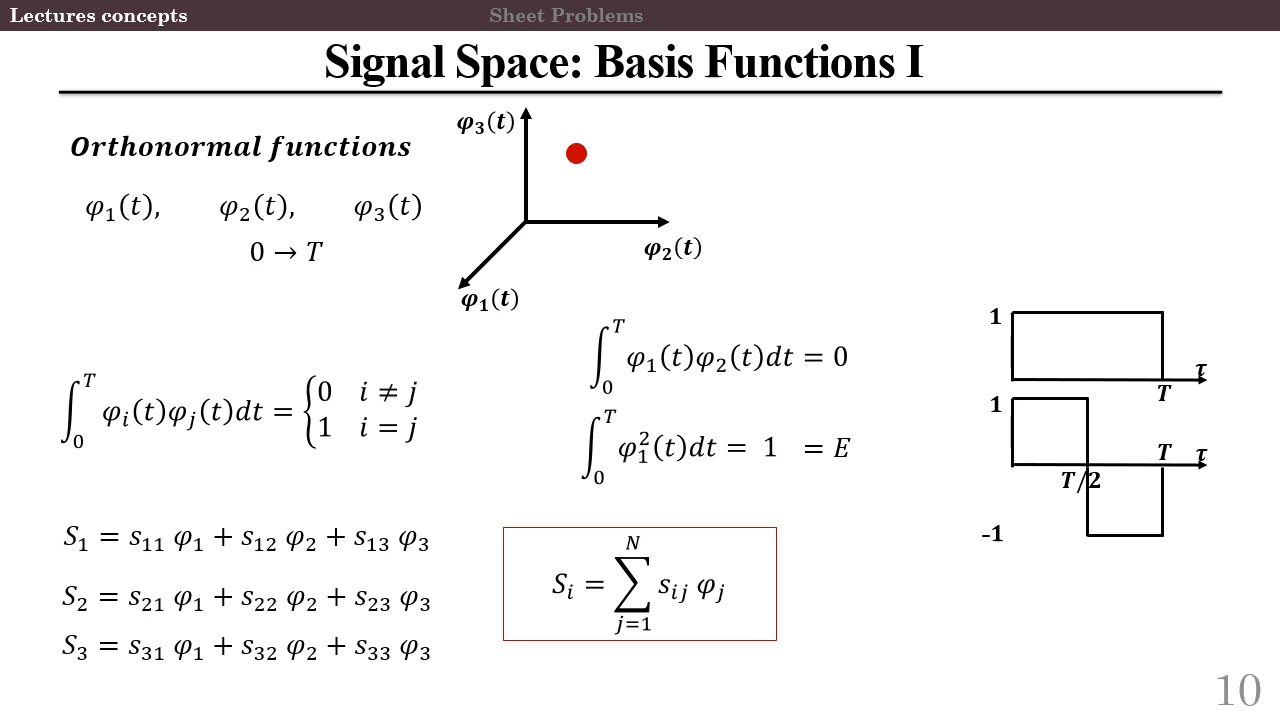 Lectures concepts Sheet Problems
Signal Space: Basis Functions I
Orthonormal functions
φ₁(t), φ₂(t), φ₃(t)
0 → T
φ₃(t)
φ₂(t)
φ₁(t)
∫₀ᵀ φᵢ(t)φⱼ(t)dt = {0 i ≠ j
1 i = j
∫₀ᵀ φ₁(t)φ₂(t)dt = 0
∫₀ᵀ φ₁²(t)dt = 1 = E
1
τ
T
1
T τ
T/2
-1
S₁ = s₁₁ φ₁ + s₁₂ φ₂ + s₁₃ φ₃
S₂ = s₂₁ φ₁ + s₂₂ φ₂ + s₂₃ φ₃
S₃ = s₃₁ φ₁ + s₃₂ φ₂ + s₃₃ φ₃
Sᵢ = ∑ⱼ₌₁ᴺ sᵢⱼ φⱼ
10